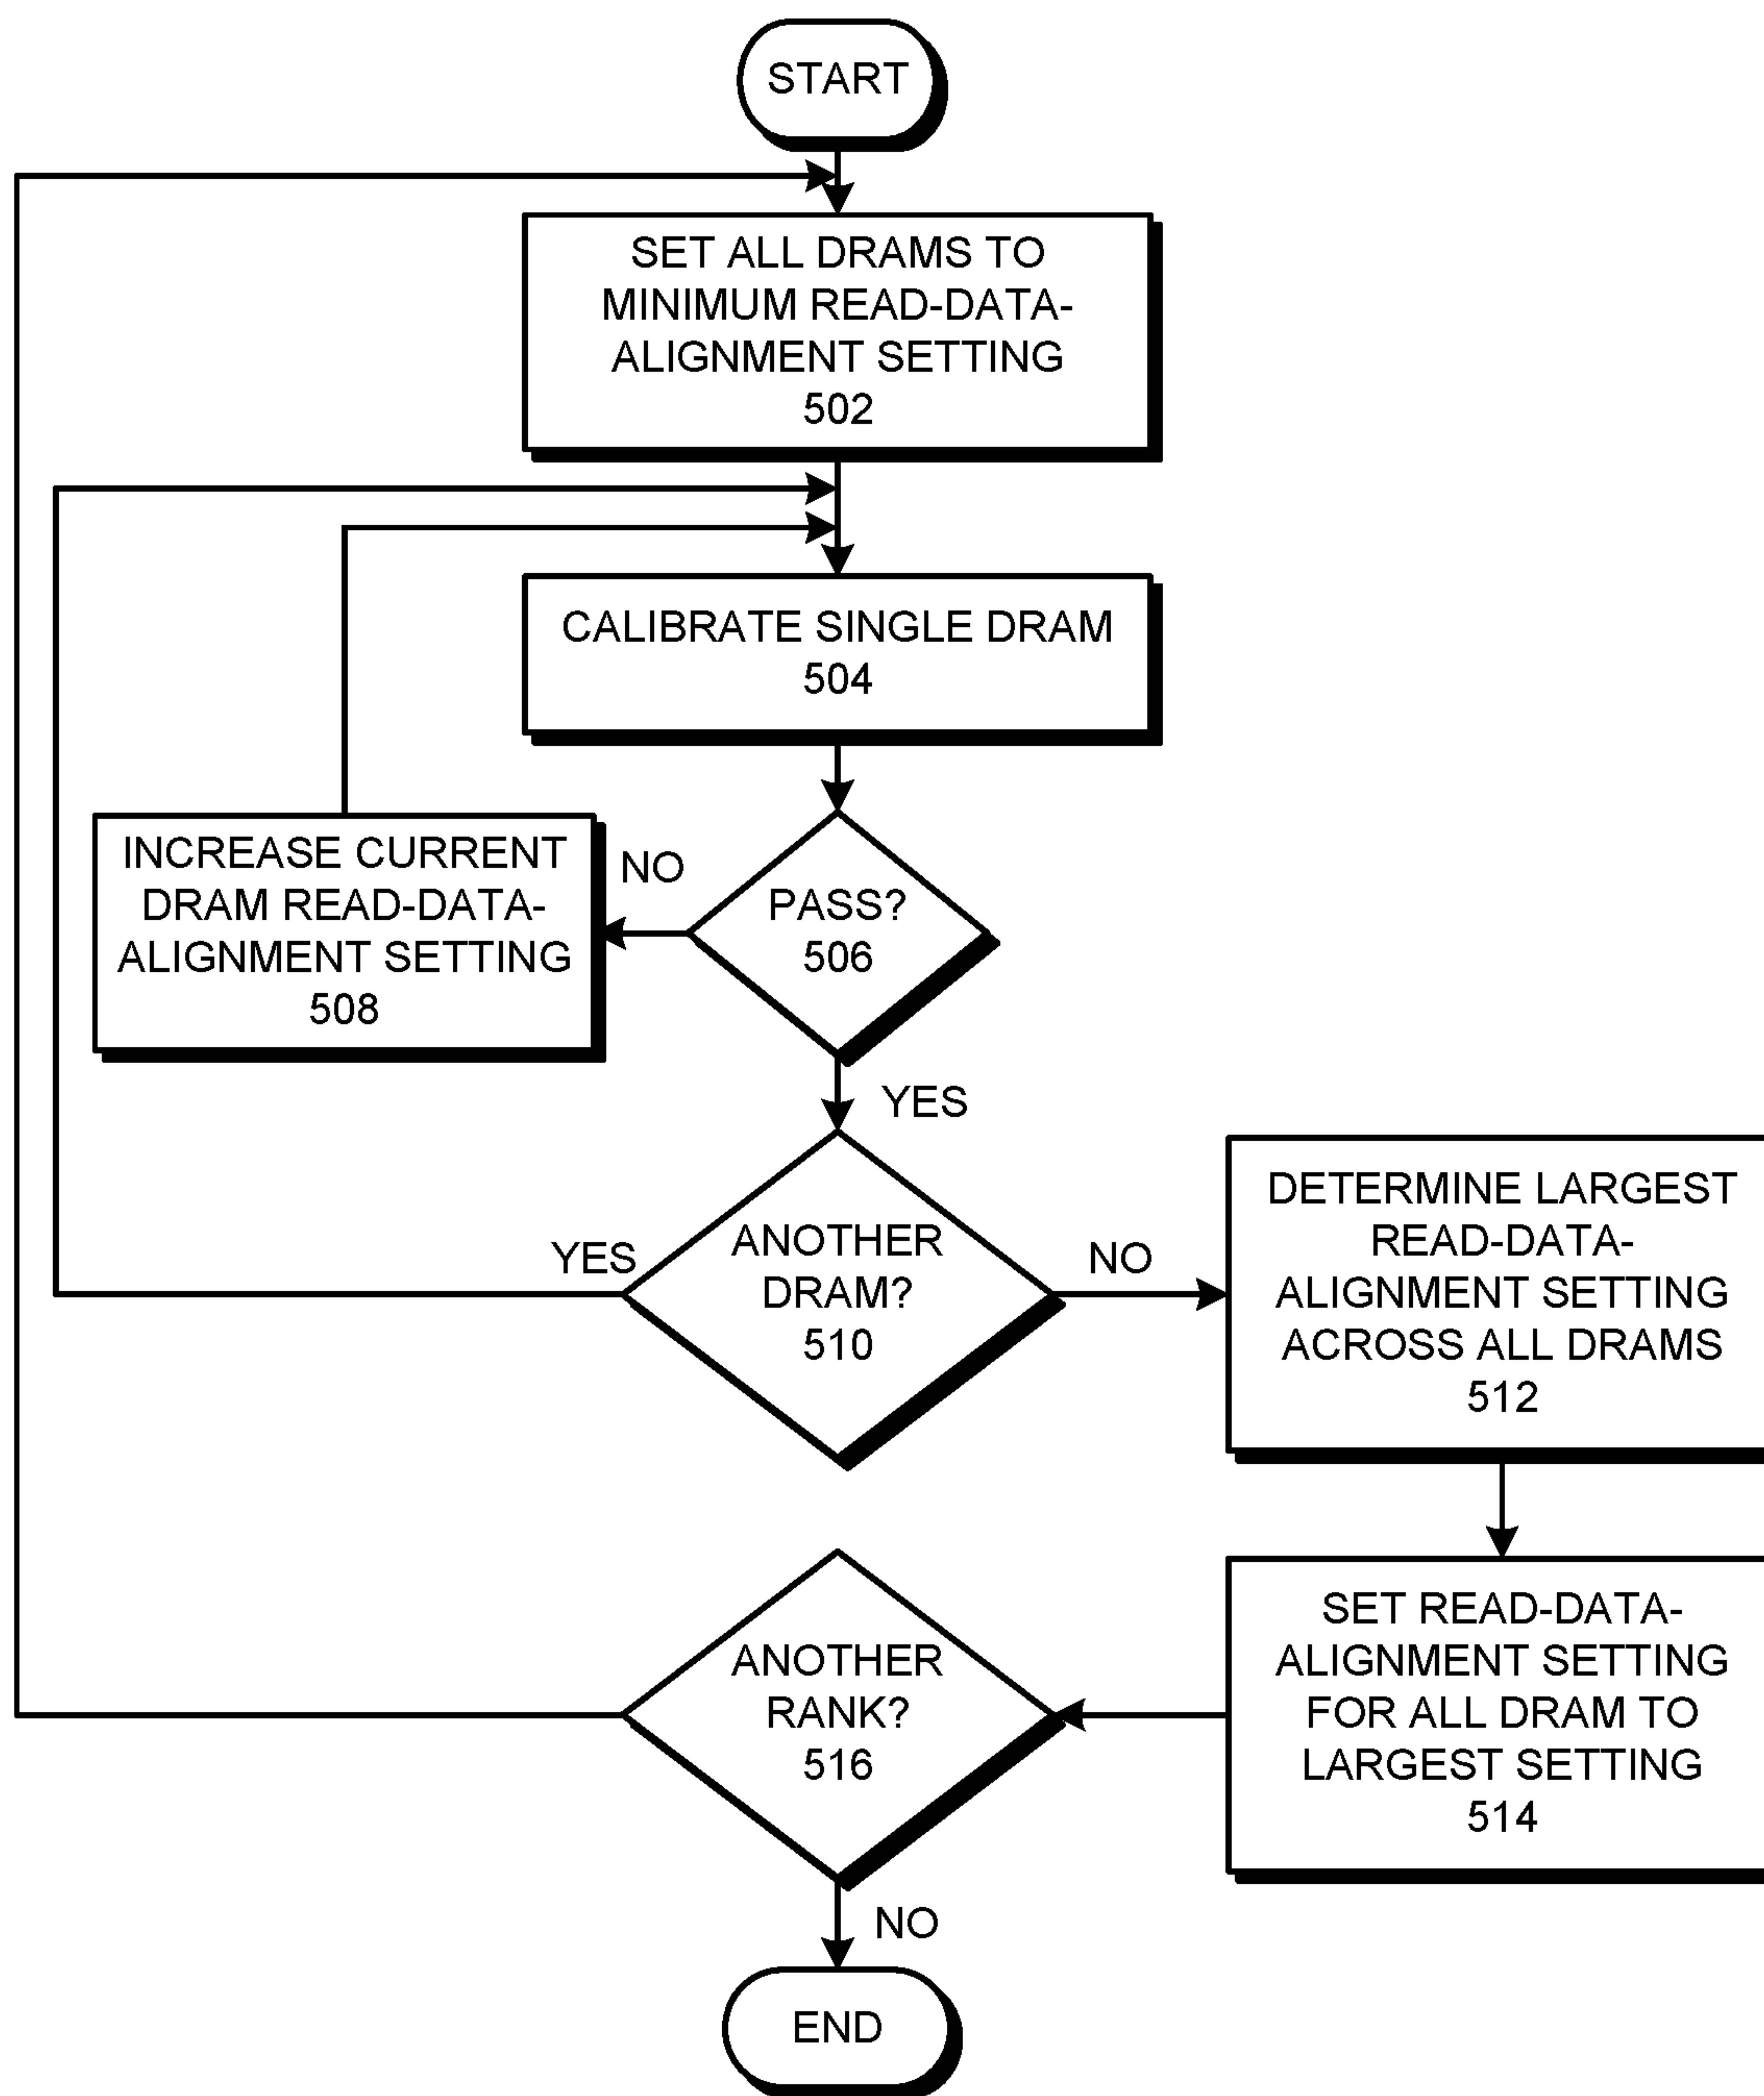 START
SET ALL DRAMS TO
MINIMUM READ-DATA-
ALIGNMENT SETTING
502
CALIBRATE SINGLE DRAM
504
INCREASE CURRENT
DRAM READ-DATA-
ALIGNMENT SETTING
508
NO
PASS?
506
YES
YES
ANOTHER
DRAM?
510
NO
DETERMINE LARGEST
READ-DATA-
ALIGNMENT SETTING
ACROSS ALL DRAMS
512
SET READ-DATA-
ALIGNMENT SETTING
FOR ALL DRAM TO
LARGEST SETTING
514
ANOTHER
RANK?
516
NO
END